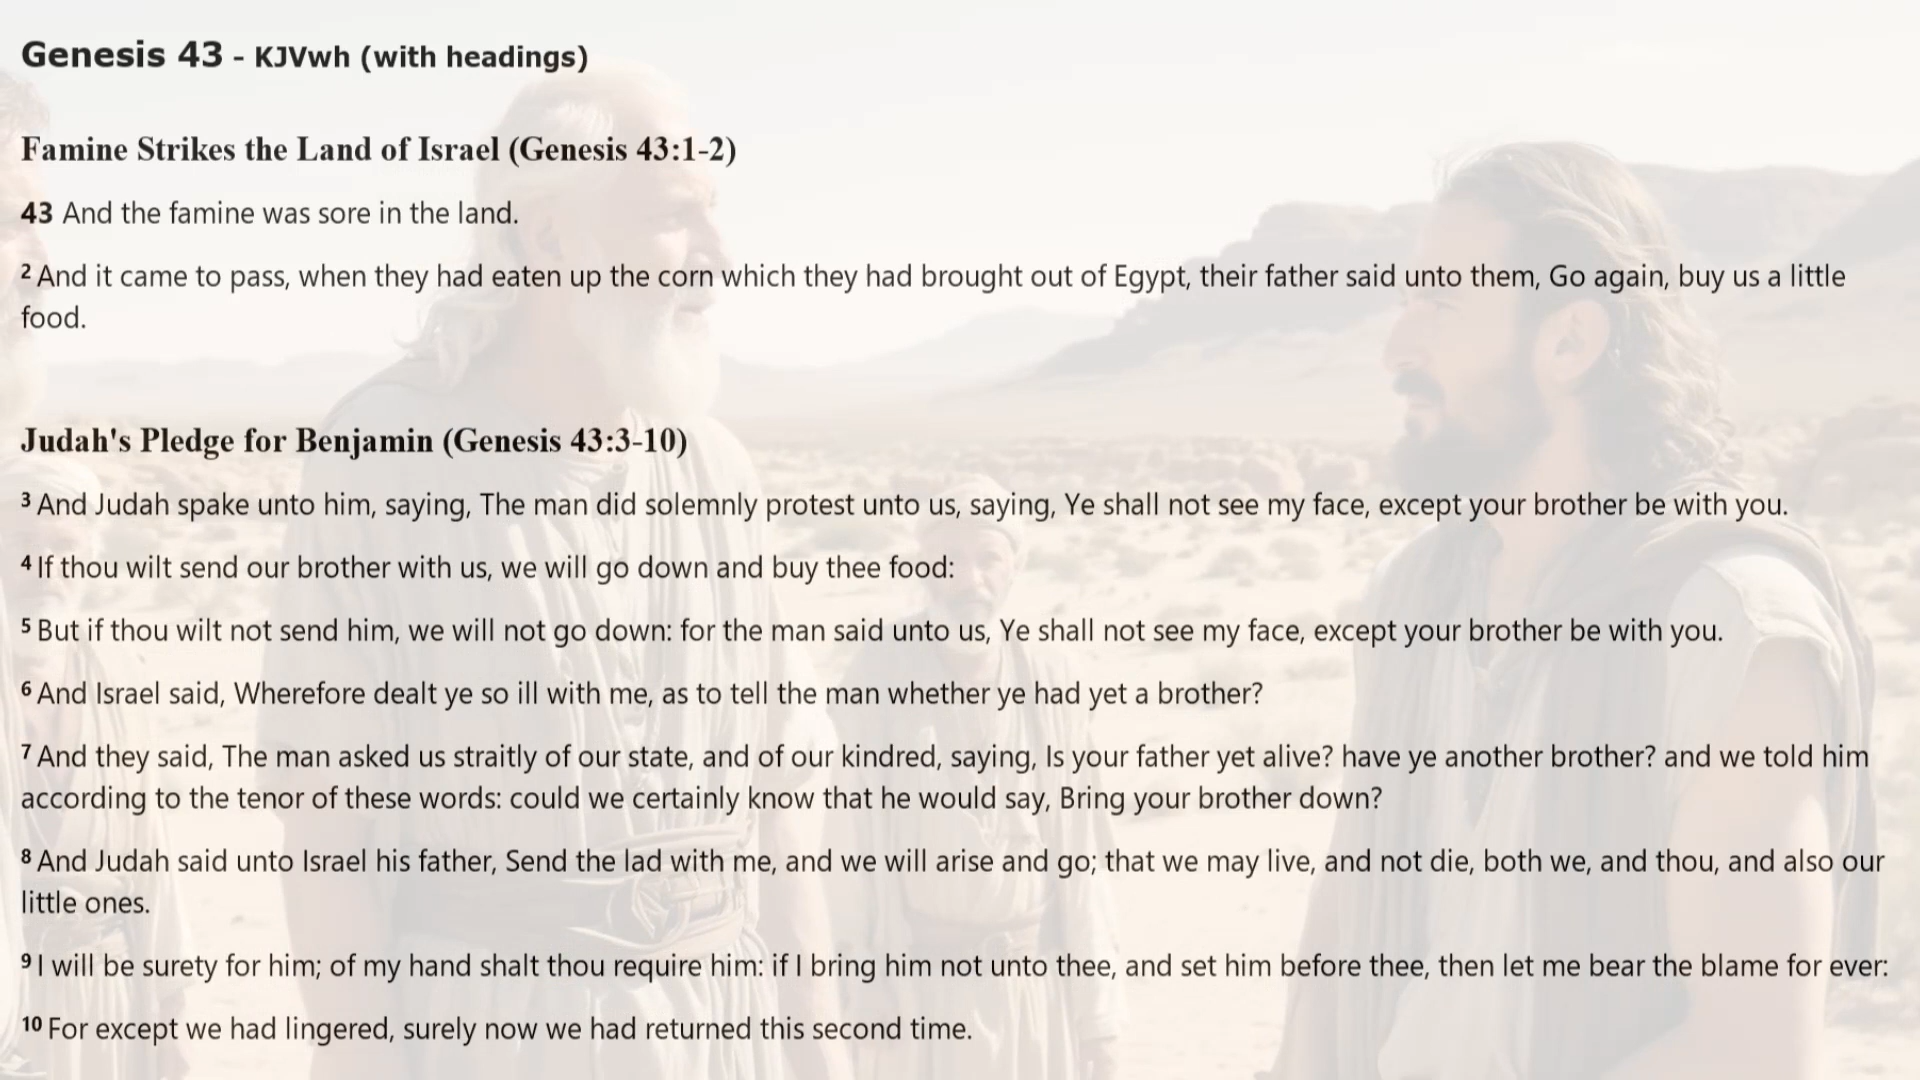 Genesis 43 - KJVwh (with headings)
Famine Strikes the Land of Israel (Genesis 43:1-2)
43 And the famine was sore in the land.
2 And it came to pass, when they had eaten up the corn which they had brought out of Egypt, their father said unto them, Go again, buy us a little
food.
Judah's Pledge for Benjamin (Genesis 43:3-10)
3 And Judah spake unto him, saying, The man did solemnly protest unto us, saying, Ye shall not see my face, except your brother be with you.
4 If thou wilt send our brother with us, we will go down and buy thee food:
5 But if thou wilt not send him, we will not go down: for the man said unto us, Ye shall not see my face, except your brother be with you.
6 And Israel said, Wherefore dealt ye so ill with me, as to tell the man whether ye had yet a brother?
7 And they said, The man asked us straitly of our state, and of our kindred, saying, Is your father yet alive? have ye another brother? and we told him
according to the tenor of these words: could we certainly know that he would say, Bring your brother down?
8 And Judah said unto Israel his father, Send the lad with me, and we will arise and go; that we may live, and not die, both we, and thou, and also our
little ones.
9 I will be surety for him; of my hand shalt thou require him: if I bring him not unto thee, and set him before thee, then let me bear the blame for ever:
10 For except we had lingered, surely now we had returned this second time.